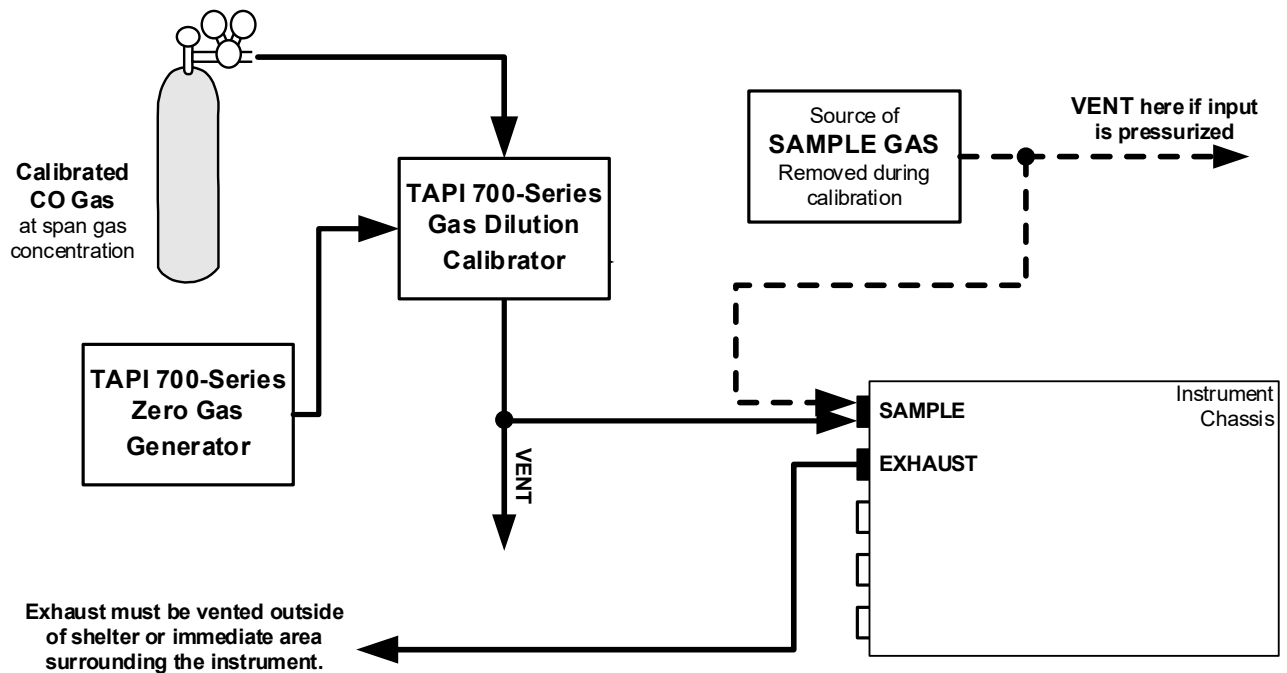 Calibrated
CO Gas
at span gas
concentration
TAPI 700-Series
Gas Dilution
Calibrator
Source of
SAMPLE GAS
Removed during
calibration
VENT here if input
is pressurized
TAPI 700-Series
Zero Gas
Generator
VENT
SAMPLE
EXHAUST
Instrument
Chassis
Exhaust must be vented outside
of shelter or immediate area
surrounding the instrument.